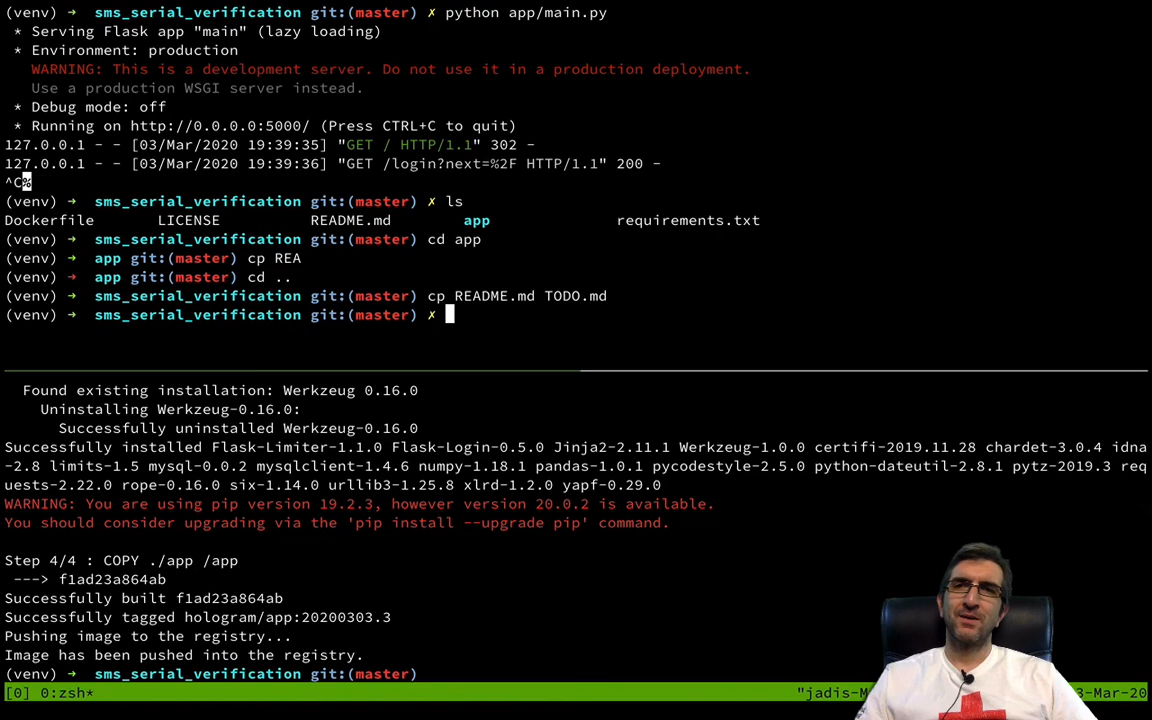 (venv) → sms_serial_verification git:(master) ✗ python app/main.py
* Serving Flask app "main" (lazy loading)
* Environment: production
WARNING: This is a development server. Do not use it in a production deployment.
Use a production WSGI server instead.
* Debug mode: off
* Running on http://0.0.0.0:5000/ (Press CTRL+C to quit)
127.0.0.1 - - [03/Mar/2020 19:39:35] "GET / HTTP/1.1" 302 -
127.0.0.1 - - [03/Mar/2020 19:39:36] "GET /login?next=%2F HTTP/1.1" 200 -
^C%
(venv) → sms_serial_verification git:(master) ✗ ls
Dockerfile LICENSE README.md app requirements.txt
(venv) → sms_serial_verification git:(master) cd app
(venv) → app git:(master) cp REA
(venv) → app git:(master) cd ..
(venv) → sms_serial_verification git:(master) cp README.md TODO.md
(venv) → sms_serial_verification git:(master) ✗
Found existing installation: Werkzeug 0.16.0
Uninstalling Werkzeug-0.16.0:
Successfully uninstalled Werkzeug-0.16.0
Successfully installed Flask-Limiter-1.1.0 Flask-Login-0.5.0 Jinja2-2.11.1 Werkzeug-1.0.0 certifi-2019.11.28 chardet-3.0.4 idna
-2.8 limits-1.5 mysql-0.0.2 mysqlclient-1.4.6 numpy-1.18.1 pandas-1.0.1 pycodestyle-2.5.0 python-dateutil-2.8.1 pytz-2019.3 req
uests-2.22.0 rope-0.16.0 six-1.14.0 urllib3-1.25.8 xlrd-1.2.0 yapf-0.29.0
WARNING: You are using pip version 19.2.3, however version 20.0.2 is available.
You should consider upgrading via the 'pip install --upgrade pip' command.
Step 4/4 : COPY ./app /app
---> f1ad23a864ab
Successfully built f1ad23a864ab
Successfully tagged hologram/app:20200303.3
Pushing image to the registry...
Image has been pushed into the registry.
(venv) → sms_serial_verification git:(master)
[0] 0:zsh* "jadis-M 3-Mar-20